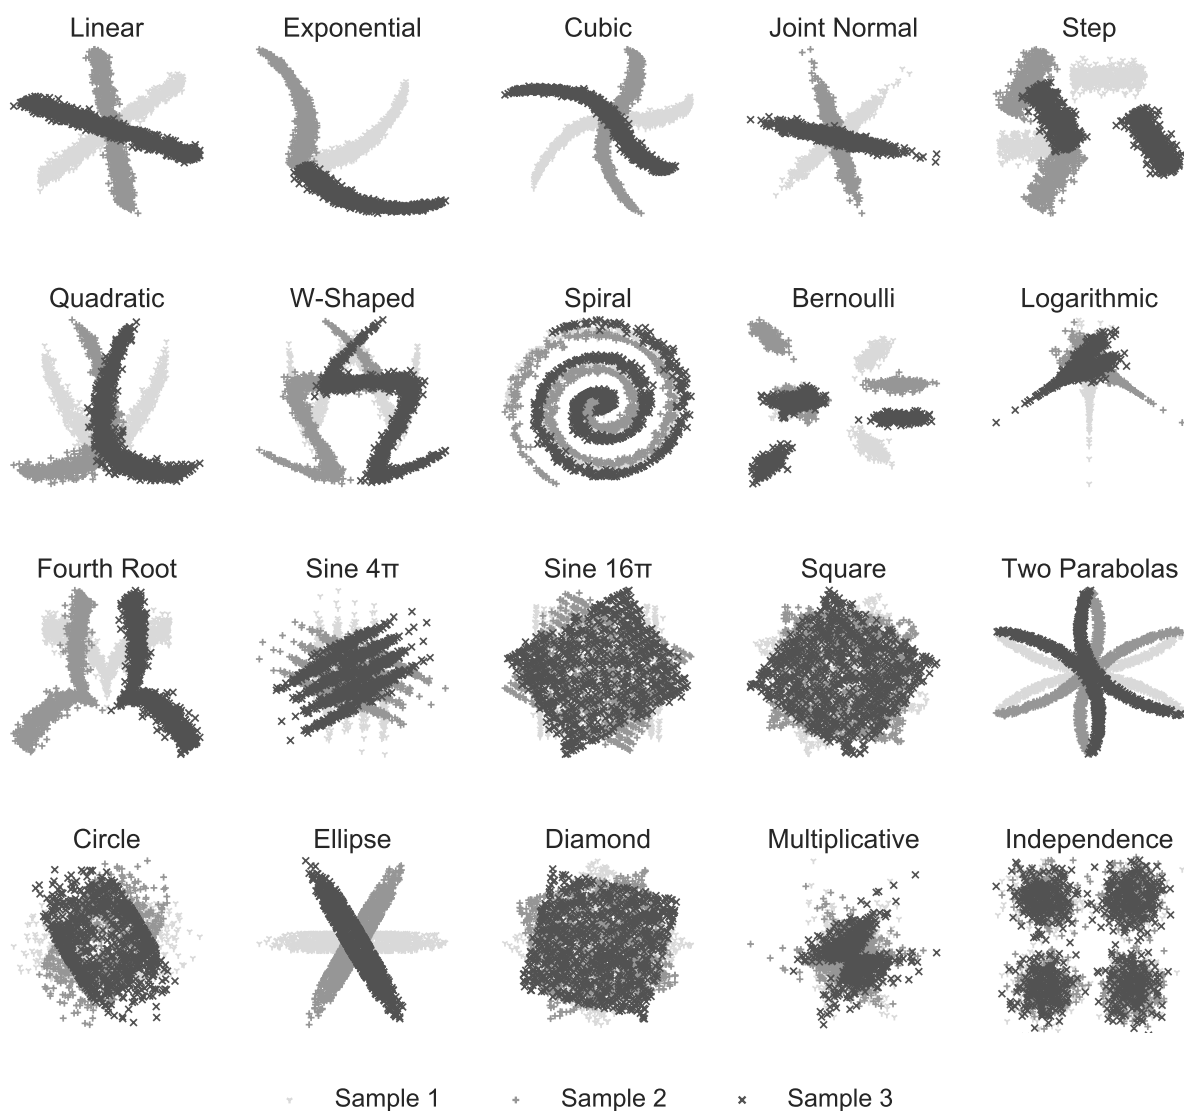 Linear Exponential Cubic Joint Normal Step
Quadratic W-Shaped Spiral Bernoulli Logarithmic
Fourth Root Sine 4π Sine 16π Square Two Parabolas
Circle Ellipse Diamond Multiplicative Independence
Sample 1 Sample 2 Sample 3